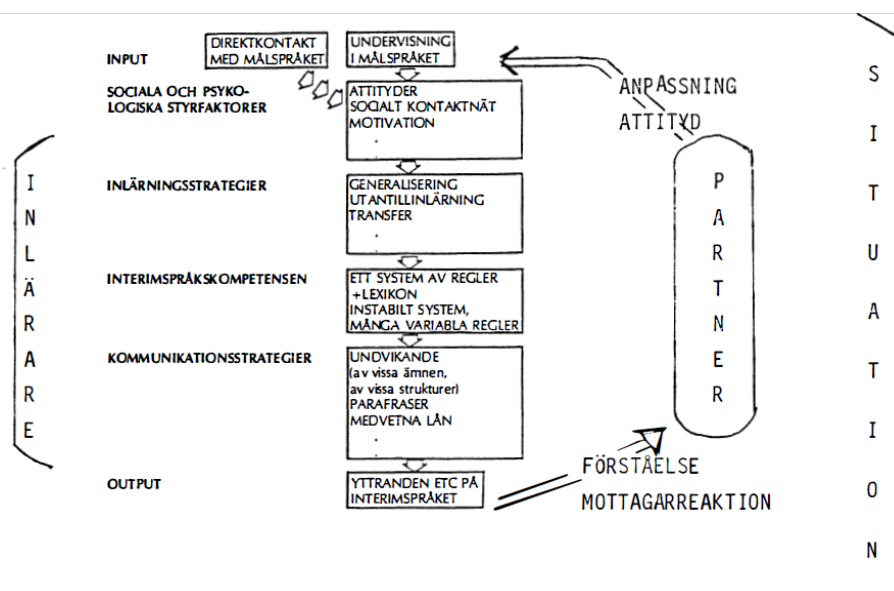 INPUT
DIREKTKONTAKT
MED MÅLSPRÅKET
UNDERVISNING
I MÅLSPRÅKET
SOCIALA OCH PSYKO-
LOGISKA STYRFAKTORER
ATTITYDER
SOCIALT KONTAKTNÄT
MOTIVATION
.
INLÄRNINGSSTRATEGIER
GENERALISERING
UTANTILLINLÄRNING
TRANSFER
.
INTERIMSPRÅKSKOMPETENSEN
ETT SYSTEM AV REGLER
+LEXIKON
INSTABILT SYSTEM,
MÅNGA VARIABLA REGLER
KOMMUNIKATIONSSTRATEGIER
UNDVIKANDE
(av vissa ämnen,
av vissa strukturer)
PARAFRASER
MEDVETNA LÅN
.
OUTPUT
YTTRANDEN ETC PÅ
INTERIMSPRÅKET
INLÄRARE
ANPASSNING
ATTITYD
PARTNER
FÖRSTÅELSE
MOTTAGARREAKTION
SITUATION